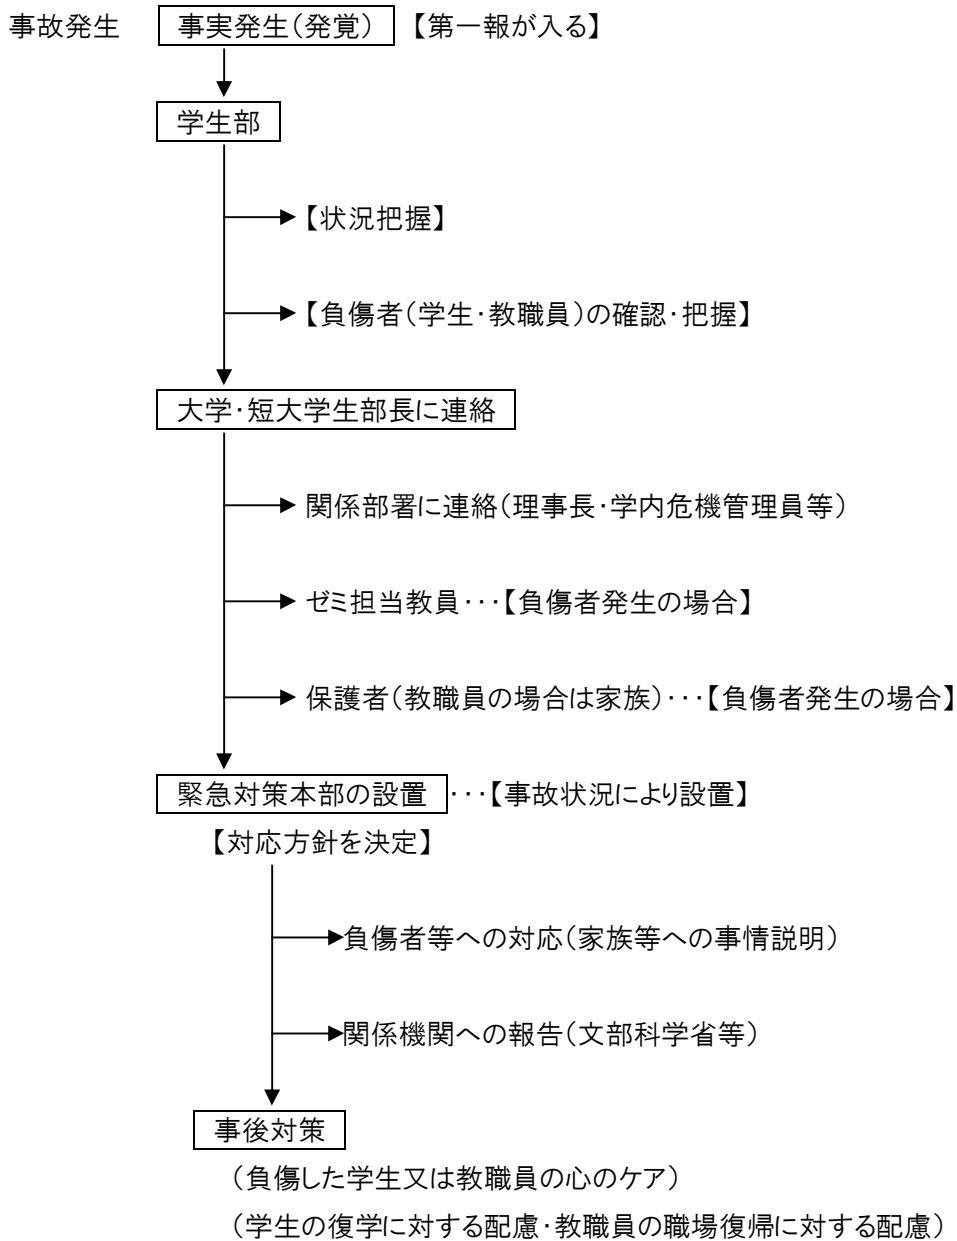 事故発生 事実発生(発覚) 【第一報が入る】
学生部
【状況把握】
【負傷者(学生・教職員)の確認・把握】
大学・短大学生部長に連絡
関係部署に連絡(理事長・学内危機管理員等)
ゼミ担当教員・・・【負傷者発生の場合】
保護者(教職員の場合は家族)・・・【負傷者発生の場合】
緊急対策本部の設置 ・・・【事故状況により設置】
【対応方針を決定】
負傷者等への対応(家族等への事情説明)
関係機関への報告(文部科学省等)
事後対策
(負傷した学生又は教職員の心のケア)
(学生の復学に対する配慮・教職員の職場復帰に対する配慮)